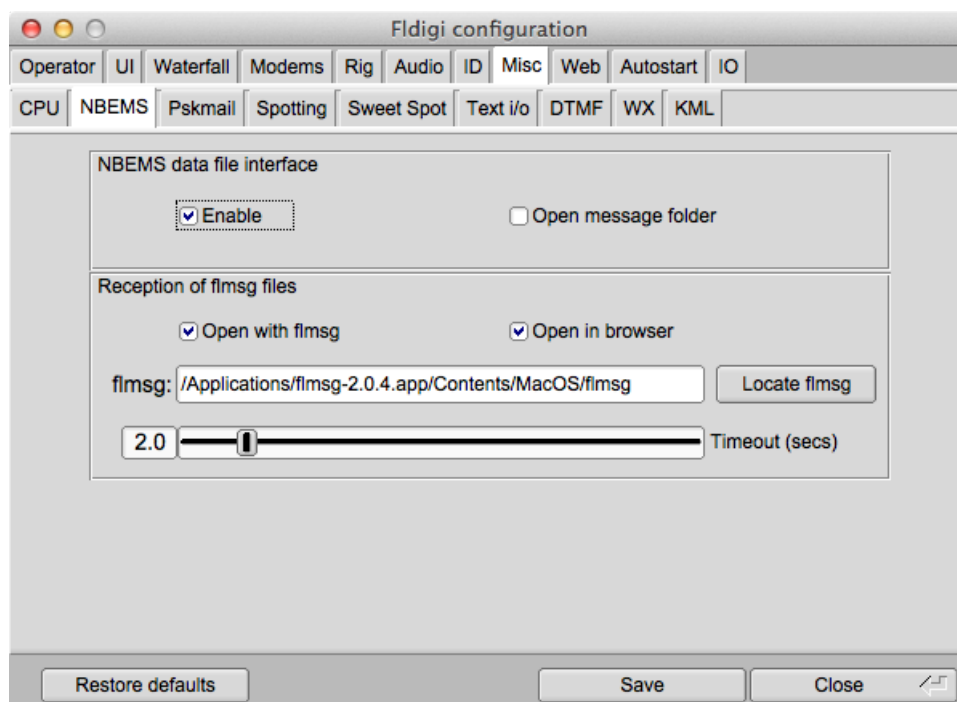 Fldigi configuration
Operator UI Waterfall Modems Rig Audio ID Misc Web Autostart IO
CPU NBEMS Pskmail Spotting Sweet Spot Text i/o DTMF WX KML
NBEMS data file interface
Enable Open message folder
Reception of flmsg files
Open with flmsg Open in browser
flmsg: /Applications/flmsg-2.0.4.app/Contents/MacOS/flmsg Locate flmsg
2.0 Timeout (secs)
Restore defaults Save Close